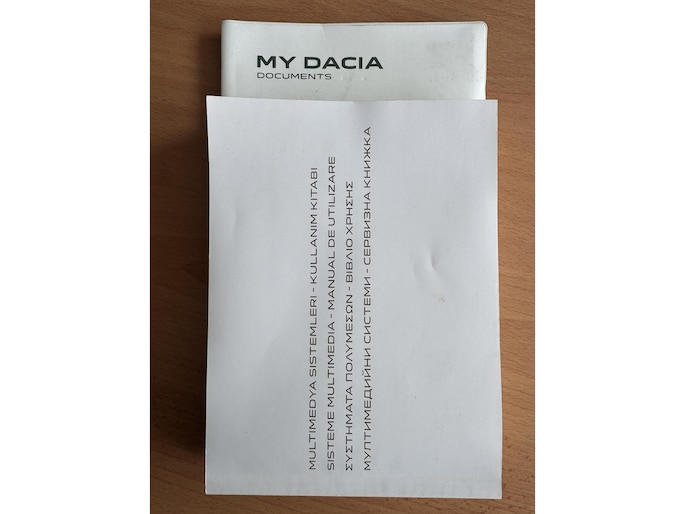 MY DACIA
DOCUMENTS
MULTIMEDYA SISTEMLERI - KULLANIM KITABI
SISTEME MULTIMEDIA - MANUAL DE UTILIZARE
ΣΥΣΤΗΜΑΤΑ ΠΟΛΥΜΕΣΩΝ - ΒΙΒΛΙΟ ΧΡΗΣΗΣ
МУЛТИМЕДИЙНИ СИСТЕМИ - СЕРВИЗНА КНИЖКА